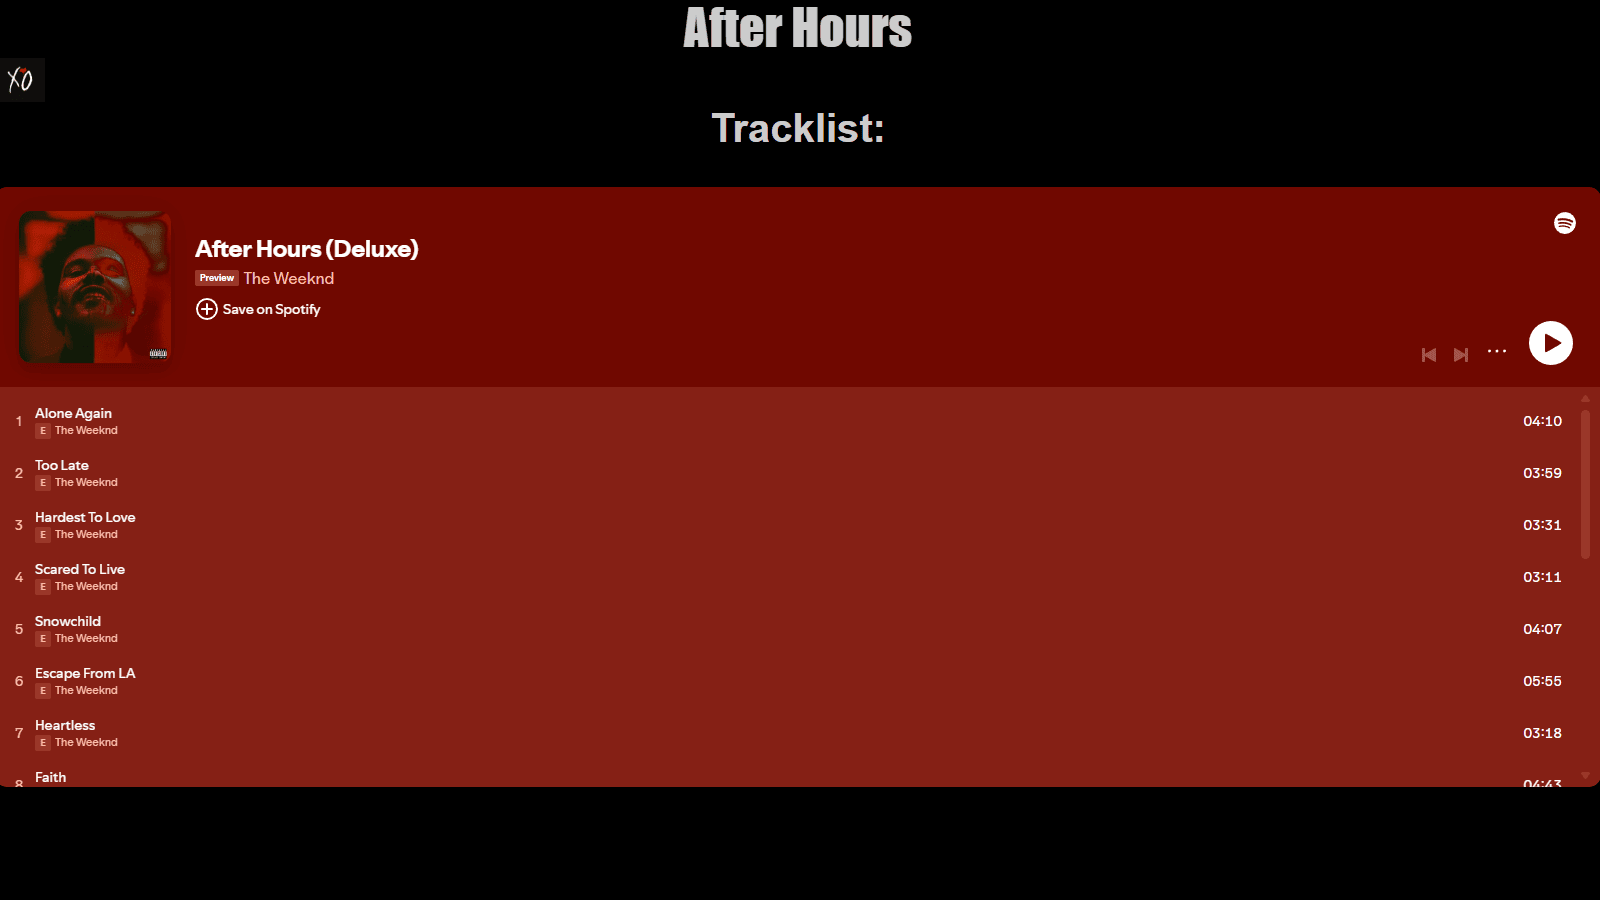 After Hours
XO
Tracklist:
After Hours (Deluxe)
Preview The Weeknd
Save on Spotify
1 Alone Again 04:10
E The Weeknd
2 Too Late 03:59
E The Weeknd
3 Hardest To Love 03:31
E The Weeknd
4 Scared To Live 03:11
E The Weeknd
5 Snowchild 04:07
E The Weeknd
6 Escape From LA 05:55
E The Weeknd
7 Heartless 03:18
E The Weeknd
8 Faith 04:43